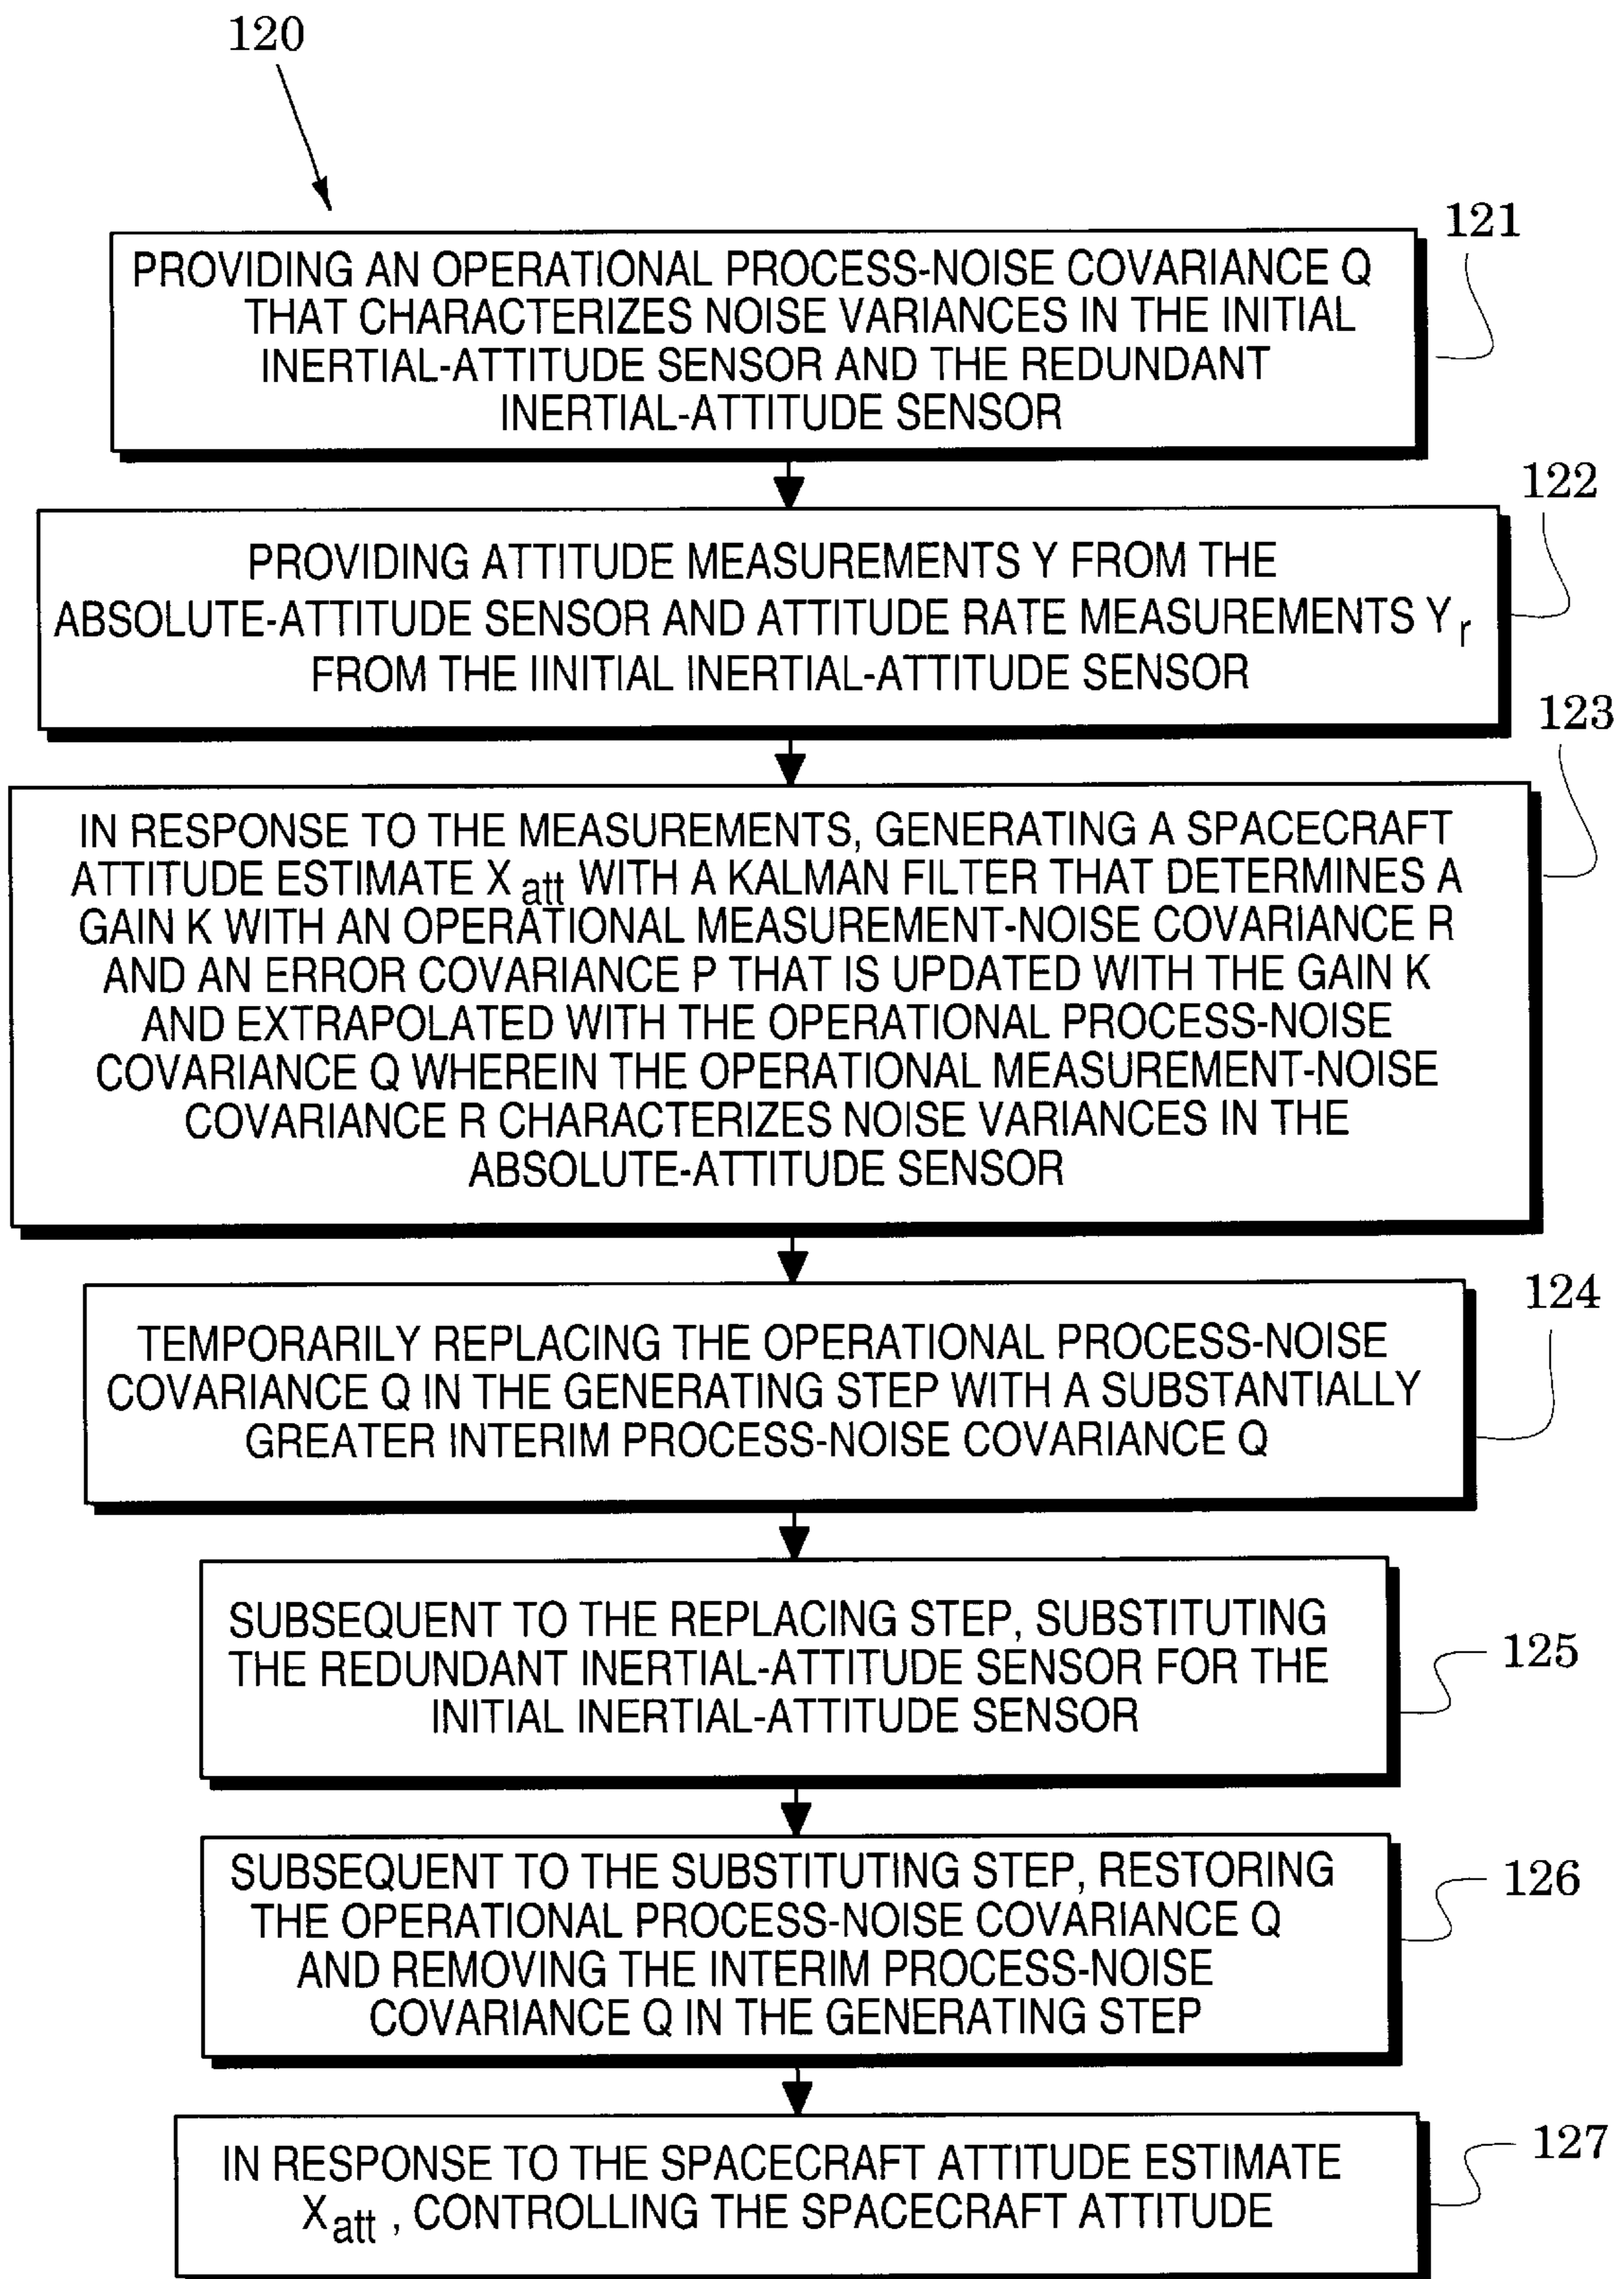 120
121
PROVIDING AN OPERATIONAL PROCESS-NOISE COVARIANCE Q
THAT CHARACTERIZES NOISE VARIANCES IN THE INITIAL
INERTIAL-ATTITUDE SENSOR AND THE REDUNDANT
INERTIAL-ATTITUDE SENSOR
122
PROVIDING ATTITUDE MEASUREMENTS Y FROM THE
ABSOLUTE-ATTITUDE SENSOR AND ATTITUDE RATE MEASUREMENTS Yr
FROM THE IINITIAL INERTIAL-ATTITUDE SENSOR
123
IN RESPONSE TO THE MEASUREMENTS, GENERATING A SPACECRAFT
ATTITUDE ESTIMATE Xatt WITH A KALMAN FILTER THAT DETERMINES A
GAIN K WITH AN OPERATIONAL MEASUREMENT-NOISE COVARIANCE R
AND AN ERROR COVARIANCE P THAT IS UPDATED WITH THE GAIN K
AND EXTRAPOLATED WITH THE OPERATIONAL PROCESS-NOISE
COVARIANCE Q WHEREIN THE OPERATIONAL MEASUREMENT-NOISE
COVARIANCE R CHARACTERIZES NOISE VARIANCES IN THE
ABSOLUTE-ATTITUDE SENSOR
124
TEMPORARILY REPLACING THE OPERATIONAL PROCESS-NOISE
COVARIANCE Q IN THE GENERATING STEP WITH A SUBSTANTIALLY
GREATER INTERIM PROCESS-NOISE COVARIANCE Q
SUBSEQUENT TO THE REPLACING STEP, SUBSTITUTING
THE REDUNDANT INERTIAL-ATTITUDE SENSOR FOR THE
INITIAL INERTIAL-ATTITUDE SENSOR
125
SUBSEQUENT TO THE SUBSTITUTING STEP, RESTORING
THE OPERATIONAL PROCESS-NOISE COVARIANCE Q
AND REMOVING THE INTERIM PROCESS-NOISE
COVARIANCE Q IN THE GENERATING STEP
126
IN RESPONSE TO THE SPACECRAFT ATTITUDE ESTIMATE
Xatt , CONTROLLING THE SPACECRAFT ATTITUDE
127